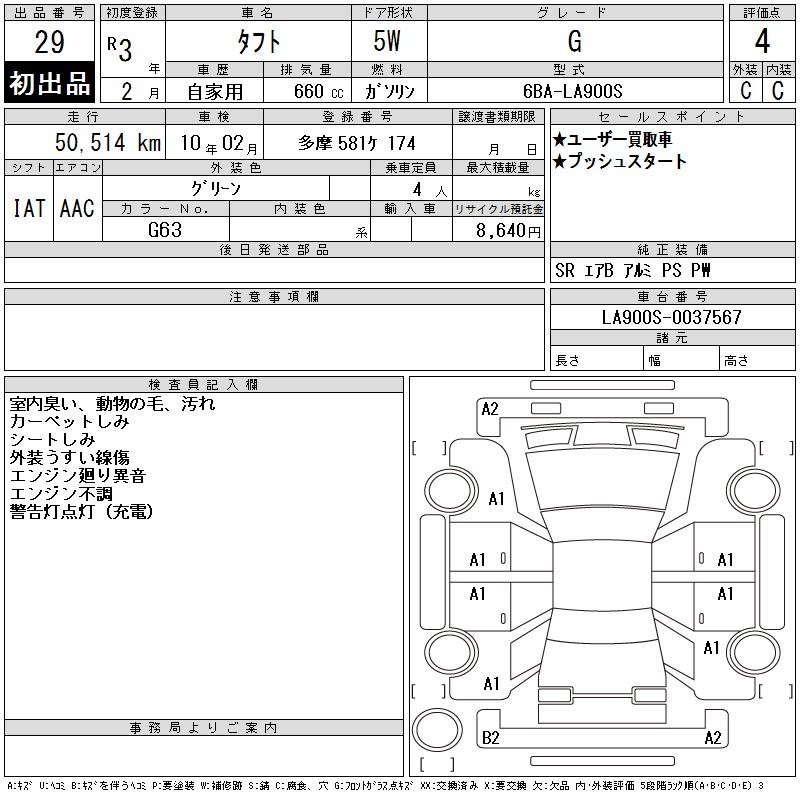 出品番号 初度登録 車名 ドア形状 グレード 評価点
29 R 3 年 ﾀﾌﾄ 5W G 4
初出品 車歴 排気量 燃料 型式 外装 内装
2 月 自家用 660 cc ｶﾞｿﾘﾝ 6BA-LA900S C C
走行 車検 登録番号 譲渡書類期限 セールスポイント
50,514 km 10 年 02 月 多摩 581ｹ 174 月 日 ★ユーザー買取車
シフト エアコン 外装色 乗車定員 最大積載量 ★プッシュスタート
IAT AAC ｸﾞﾘｰﾝ 4 人 kg
カラーNo. 内装色 輸入車 リサイクル預託金
G63 系 8,640円
後日発送部品 純正装備
SR ｴｱB ｱﾙﾐ PS PW
注意事項欄 車台番号
LA900S-0037567
諸元
長さ 幅 高さ
検査員記入欄
室内臭い、動物の毛、汚れ
カーペットしみ
シートしみ
外装うすい線傷
エンジン廻り異音
エンジン不調
警告灯点灯（充電）
A2
A1
A1 A1
A1 A1
A1
A1
B2 A2
事務局よりご案内
A:ｷｽﾞ U:ﾍｺﾐ B:ｷｽﾞを伴うﾍｺﾐ P:要塗装 W:補修跡 S:錆 C:腐食、穴 G:ﾌﾛﾝﾄｶﾞﾗｽ点ｷｽﾞ XX:交換済み X:要交換 欠:欠品 内・外装評価 5段階ﾗﾝｸ順(A・B・C・D・E) 3